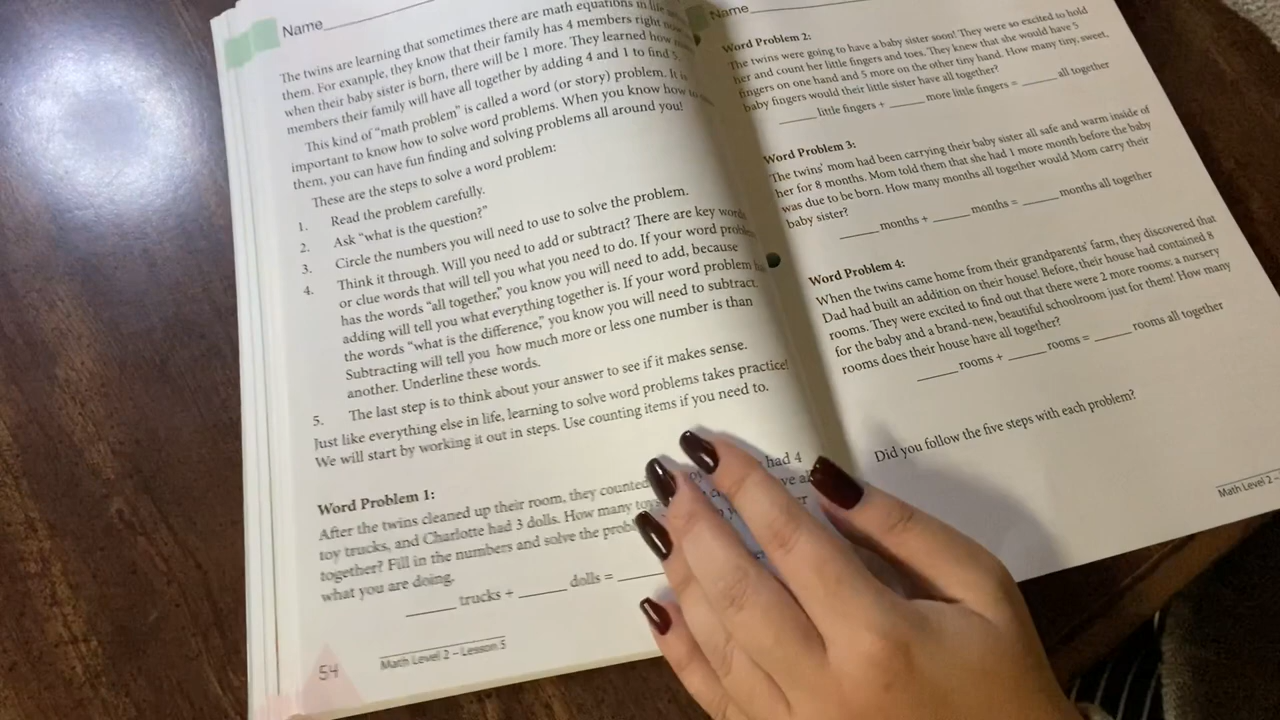 Name
The twins are learning that sometimes there are math equations in life
them. For example, they know that their family has 4 members right now
when their baby sister is born, there will be 1 more. They learned how
members their family will have all together by adding 4 and 1 to find 5.
This kind of "math problem" is called a word (or story) problem. It is
important to know how to solve word problems. When you know how to
them, you can have fun finding and solving problems all around you!
These are the steps to solve a word problem:
1. Read the problem carefully.
2. Ask "what is the question?"
3. Circle the numbers you will need to use to solve the problem.
4. Think it through. Will you need to add or subtract? There are key words
or clue words that will tell you what you need to do. If your word problem
has the words "all together," you know you will need to add, because
adding will tell you what everything together is. If your word problem has
the words "what is the difference," you know you will need to subtract.
Subtracting will tell you how much more or less one number is than
another. Underline these words.
5. The last step is to think about your answer to see if it makes sense.
Just like everything else in life, learning to solve word problems takes practice!
We will start by working it out in steps. Use counting items if you need to.
Word Problem 1:
After the twins cleaned up their room, they counted had 4
toy trucks, and Charlotte had 3 dolls. How many toys
together? Fill in the numbers and solve the
what you are doing.
_____ trucks + _____ dolls = _____
54
Math Level 2 – Lesson 5
Name
Word Problem 2:
The twins were going to have a baby sister soon! They were so excited to hold
her and count her little fingers and toes. They knew that she would have 5
fingers on one hand and 5 more on the other tiny hand. How many tiny, sweet,
baby fingers would their little sister have all together?
_____ little fingers + _____ more little fingers = _____ all together
Word Problem 3:
The twins' mom had been carrying their baby sister all safe and warm inside of
her for 8 months. Mom told them that she had 1 more month before the baby
was due to be born. How many months all together would Mom carry their
baby sister?
_____ months + _____ months = _____ months all together
Word Problem 4:
When the twins came home from their grandparents' farm, they discovered that
Dad had built an addition on their house! Before, their house had contained 8
rooms. They were excited to find out that there were 2 more rooms: a nursery
for the baby and a brand-new, beautiful schoolroom just for them! How many
rooms does their house have all together?
_____ rooms + _____ rooms = _____ rooms all together
Did you follow the five steps with each problem?
Math Level 2 –